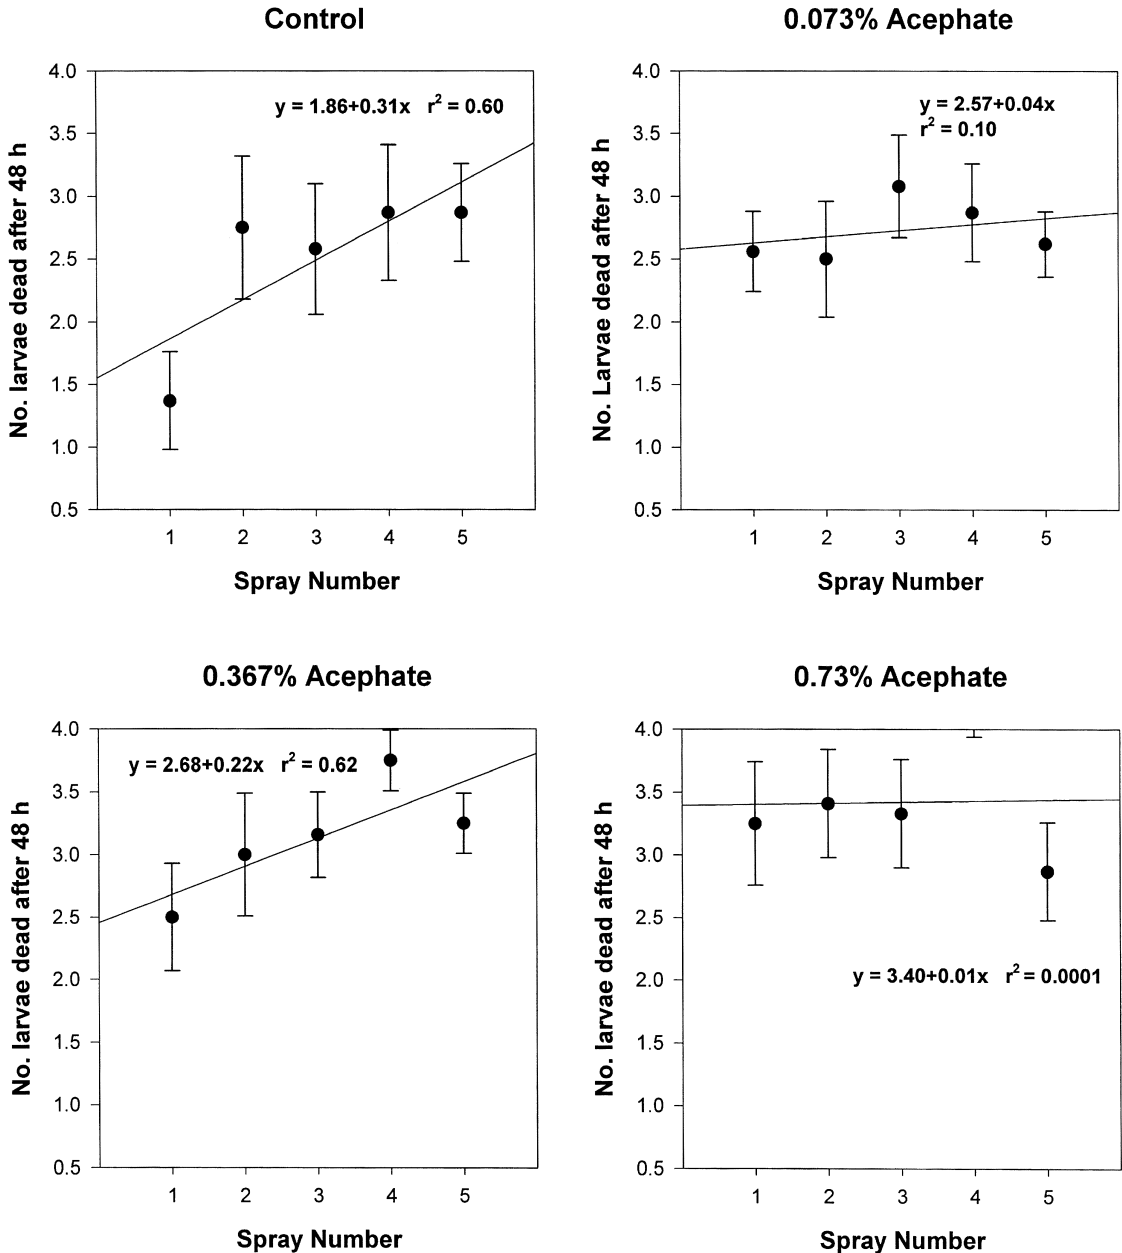 Control
4.0
y = 1.86+0.31x r² = 0.60
3.5
3.0
2.5
2.0
1.5
1.0
0.5
No. larvae dead after 48 h
1 2 3 4 5
Spray Number
0.073% Acephate
4.0
y = 2.57+0.04x
r² = 0.10
3.5
3.0
2.5
2.0
1.5
1.0
0.5
No. Larvae dead after 48 h
1 2 3 4 5
Spray Number
0.367% Acephate
4.0
y = 2.68+0.22x r² = 0.62
3.5
3.0
2.5
2.0
1.5
1.0
0.5
No. larvae dead after 48 h
1 2 3 4 5
Spray Number
0.73% Acephate
4.0
3.5
3.0
2.5
2.0
y = 3.40+0.01x r² = 0.0001
1.5
1.0
0.5
No. larvae dead after 48 h
1 2 3 4 5
Spray Number